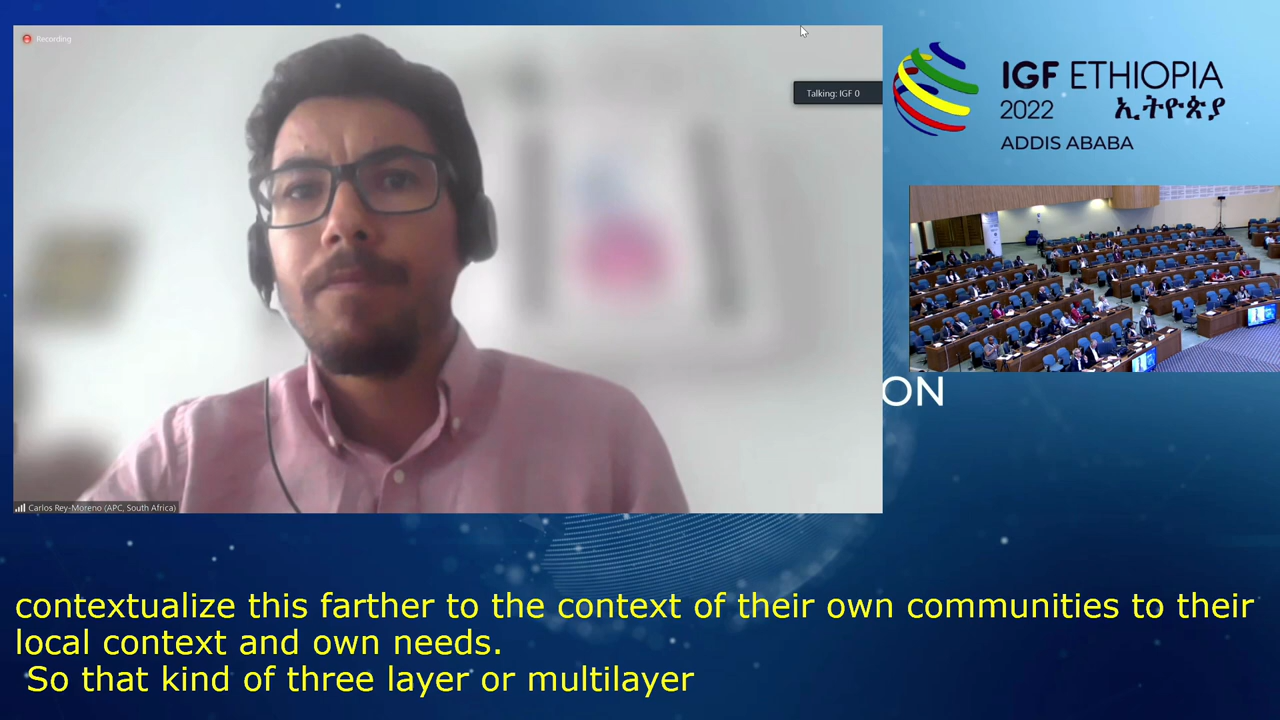 Recording
Talking: IGF 0
IGF ETHIOPIA
2022 ኢትዮጵያ
ADDIS ABABA
ON
Carlos Rey-Moreno (APC, South Africa)
contextualize this farther to the context of their own communities to their
local context and own needs.
So that kind of three layer or multilayer